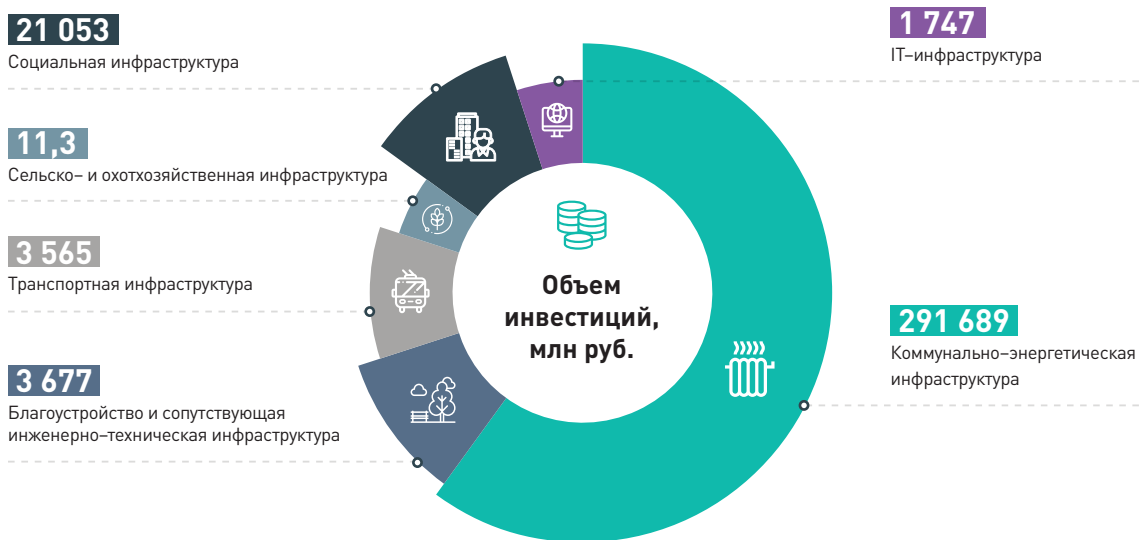 21 053
Социальная инфраструктура
11,3
Сельско– и охотхозяйственная инфраструктура
3 565
Транспортная инфраструктура
3 677
Благоустройство и сопутствующая
инженерно–техническая инфраструктура
Объем
инвестиций,
млн руб.
1 747
IT–инфраструктура
291 689
Коммунально–энергетическая
инфраструктура